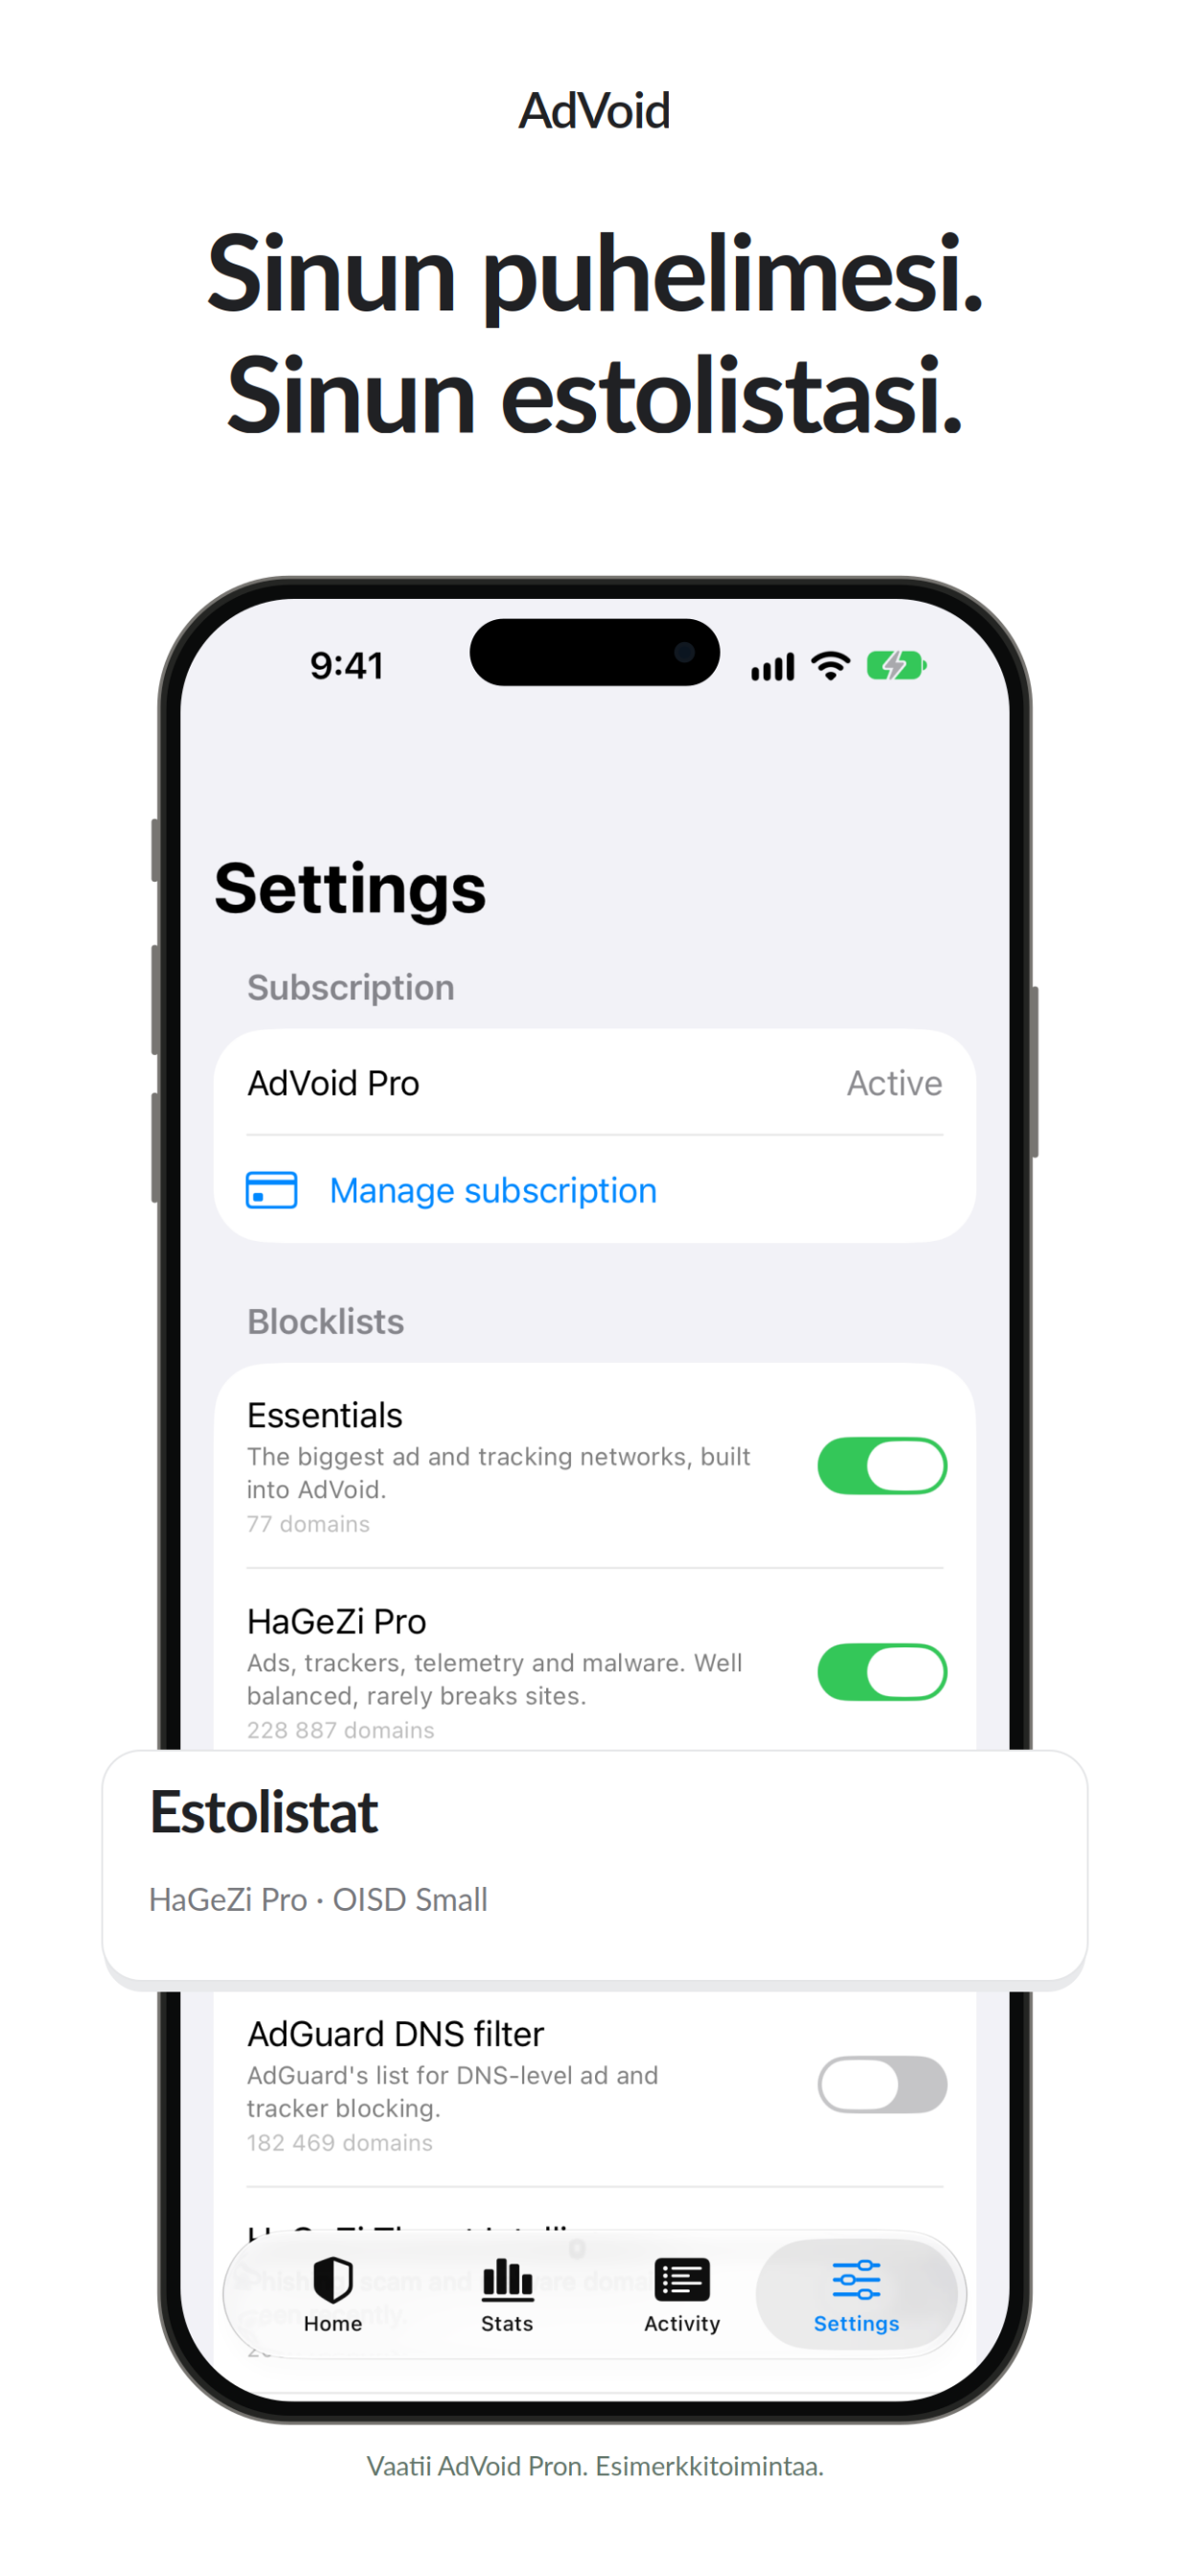 AdVoid
Sinun puhelimesi.
Sinun estolistasi.
9:41
Settings
Subscription
AdVoid Pro
Active
Manage subscription
Blocklists
Essentials
The biggest ad and tracking networks, built
into AdVoid.
77 domains
HaGeZi Pro
Ads, trackers, telemetry and malware. Well
balanced, rarely breaks sites.
228 887 domains
Estolistat
HaGeZi Pro · OISD Small
AdGuard DNS filter
AdGuard's list for DNS-level ad and
tracker blocking.
182 469 domains
Home
Stats
Activity
Settings
Vaatii AdVoid Pron. Esimerkkitoimintaa.